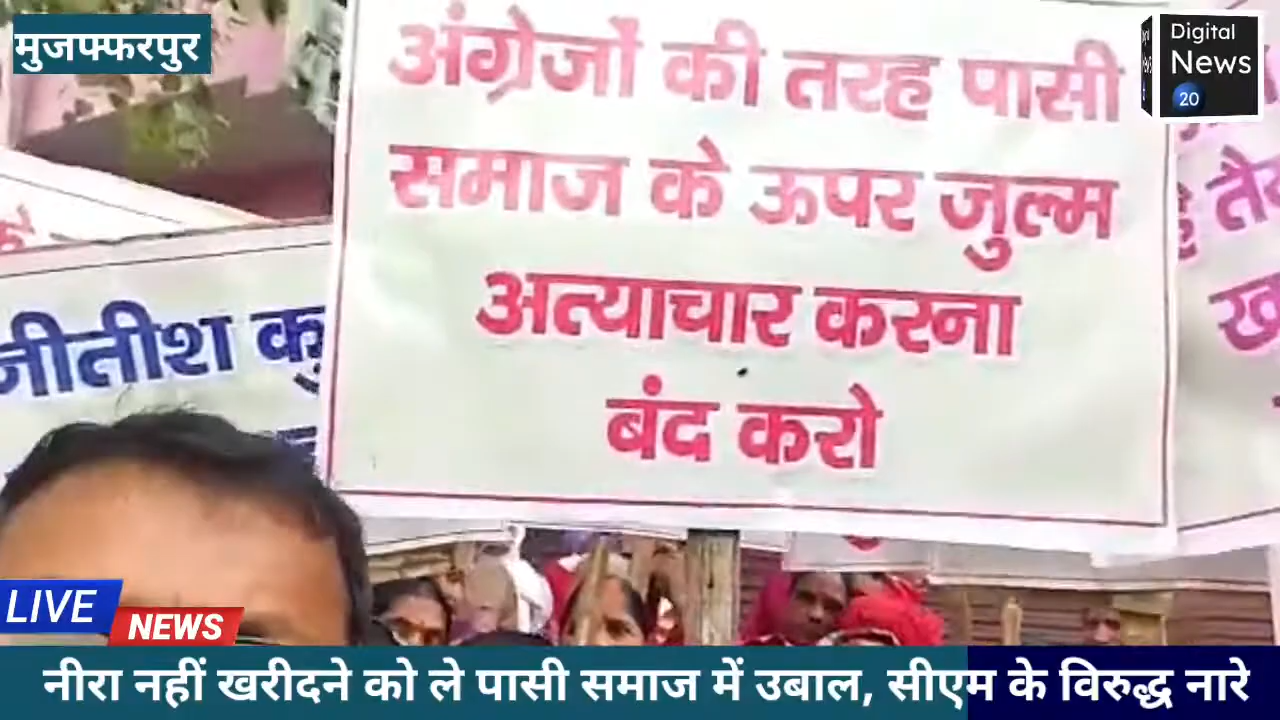 मुजफ्फरपुर
Digital
News
20
अंग्रेजों की तरह पासी
समाज के ऊपर जुल्म
अत्याचार करना
बंद करो
नीतीश
LIVE
NEWS
नीरा नहीं खरीदने को ले पासी समाज में उबाल, सीएम के विरुद्ध नारे